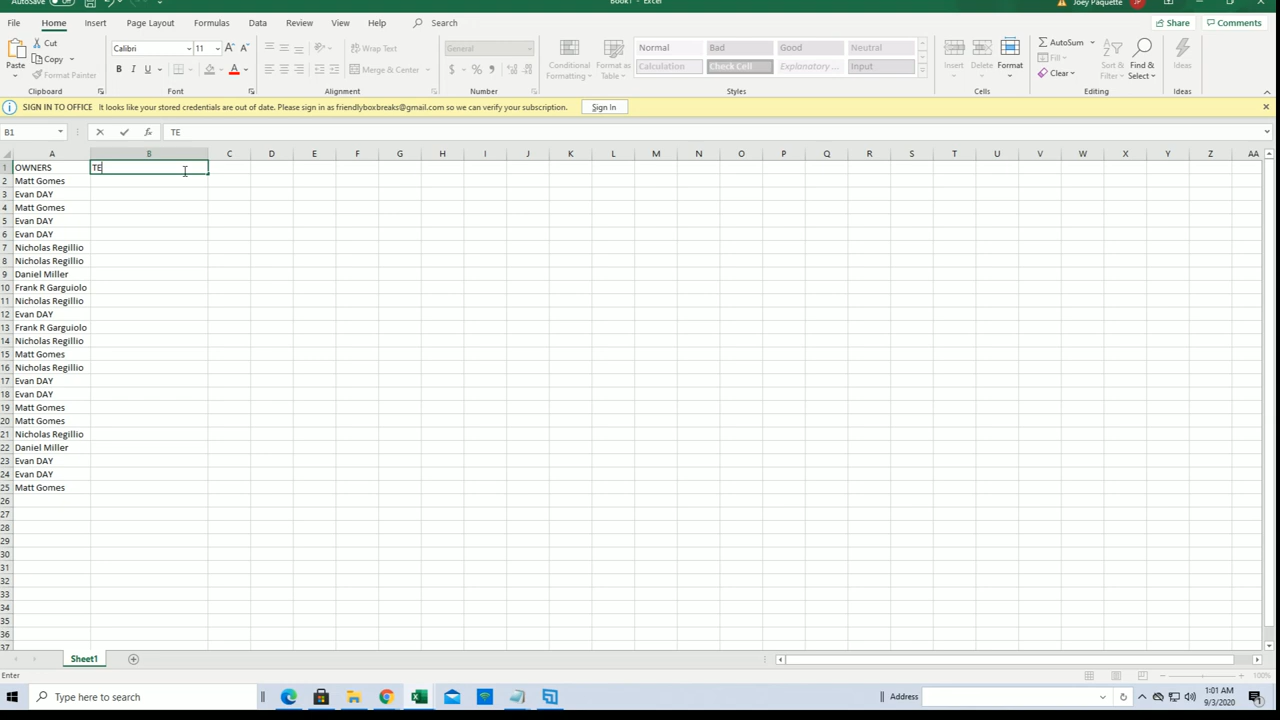 AutoSave Book1 - Excel Joey Paquette JP
File Home Insert Page Layout Formulas Data Review View Help Search Share Comments
Paste Cut Copy Format Painter Calibri 11 Wrap Text Merge & Center General Conditional Formatting Format as Table Normal Bad Good Neutral Calculation Check Cell Explanatory ... Input Insert Delete Format AutoSum Fill Clear Sort & Filter Find & Select Ideas
Clipboard Font Alignment Number Styles Cells Editing Ideas
SIGN IN TO OFFICE It looks like your stored credentials are out of date. Please sign in as friendlyboxbreaks@gmail.com so we can verify your subscription. Sign In
B1 fx TE
A B C D E F G H I J K L M N O P Q R S T U V W X Y Z AA
1 OWNERS TE
2 Matt Gomes
3 Evan DAY
4 Matt Gomes
5 Evan DAY
6 Evan DAY
7 Nicholas Regillio
8 Nicholas Regillio
9 Daniel Miller
10 Frank R Garguiolo
11 Nicholas Regillio
12 Evan DAY
13 Frank R Garguiolo
14 Nicholas Regillio
15 Matt Gomes
16 Nicholas Regillio
17 Evan DAY
18 Evan DAY
19 Matt Gomes
20 Matt Gomes
21 Nicholas Regillio
22 Daniel Miller
23 Evan DAY
24 Evan DAY
25 Matt Gomes
26
27
28
29
30
31
32
33
34
35
36
37
Sheet1
Enter 100%
Type here to search Address 1:01 AM
9/3/2020